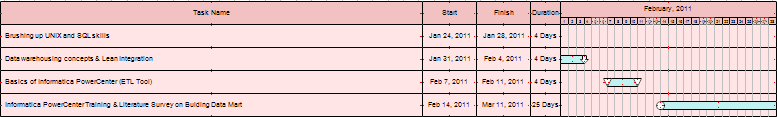 Task Name Start Finish Duration February, 2011
Brushing up UNIX and SQL skills Jan 24, 2011 Jan 28, 2011 4 Days
Data warehousing concepts & Lean Integration Jan 31, 2011 Feb 4, 2011 4 Days
Basics of Informatica PowerCenter (ETL Tool) Feb 7, 2011 Feb 11, 2011 4 Days
Informatica PowerCenter Training & Literature Survey on Building Data Mart Feb 14, 2011 Mar 11, 2011 25 Days